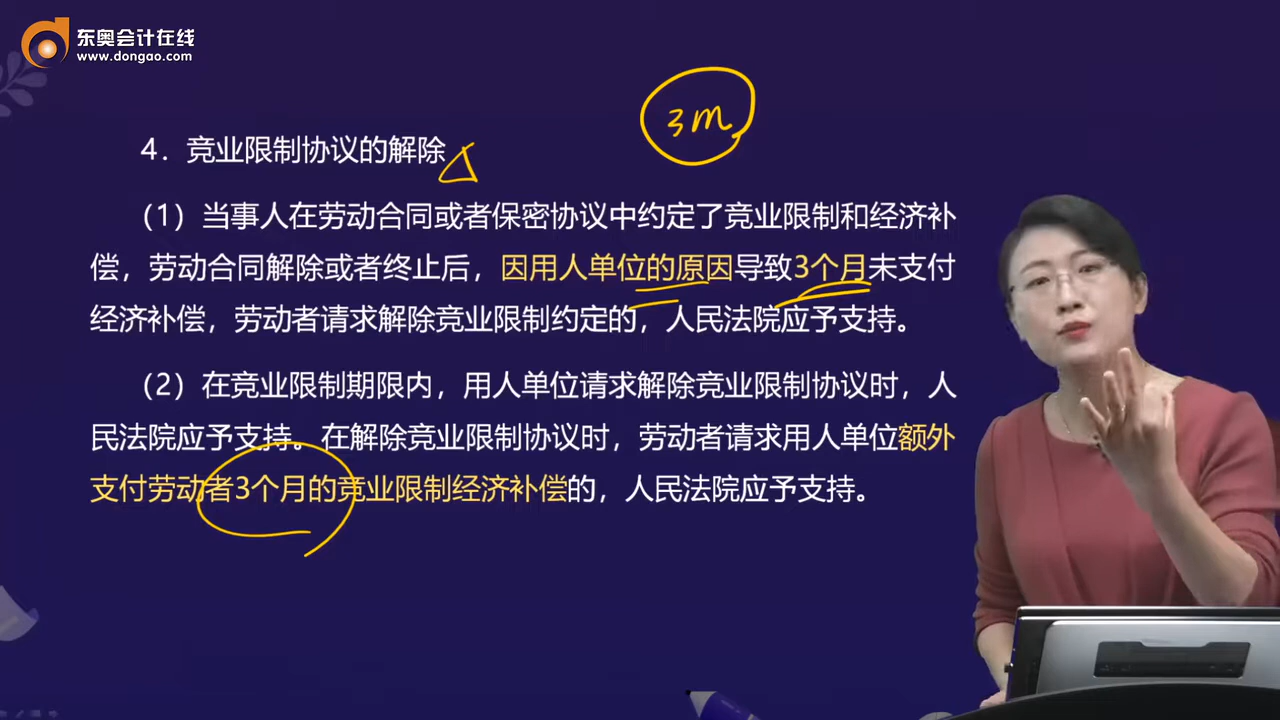 东奥会计在线
www.dongao.com
3m
4．竞业限制协议的解除
（1）当事人在劳动合同或者保密协议中约定了竞业限制和经济补
偿，劳动合同解除或者终止后，因用人单位的原因导致3个月未支付
经济补偿，劳动者请求解除竞业限制约定的，人民法院应予支持。
（2）在竞业限制期限内，用人单位请求解除竞业限制协议时，人
民法院应予支持。在解除竞业限制协议时，劳动者请求用人单位额外
支付劳动者3个月的竞业限制经济补偿的，人民法院应予支持。